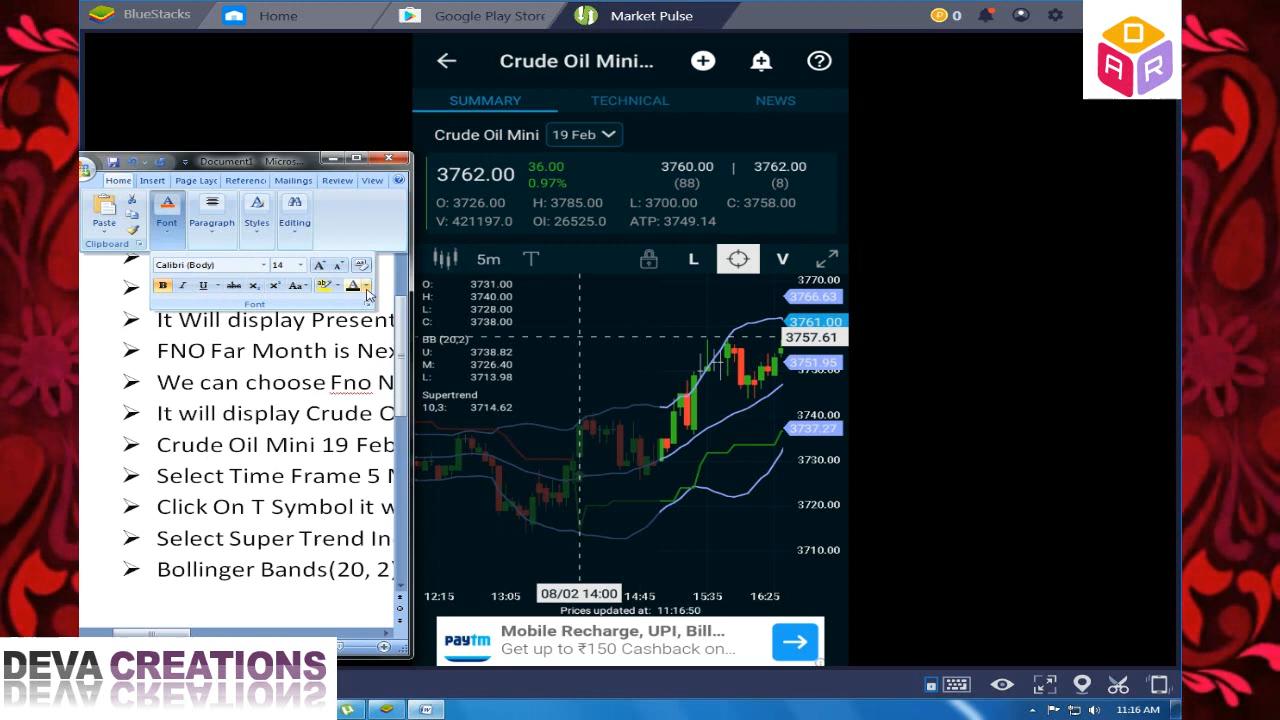 BlueStacks
Home
Google Play Store
Market Pulse
P 0
D
A R
Crude Oil Mini...
SUMMARY TECHNICAL NEWS
Crude Oil Mini 19 Feb
3762.00 36.00 0.97%
3760.00 | 3762.00
(88) (8)
O: 3726.00 H: 3785.00 L: 3700.00 C: 3758.00
V: 421197.0 OI: 26525.0 ATP: 3749.14
5m T L V
O: 3731.00
H: 3740.00
L: 3728.00
C: 3738.00
BB (20,2)
U: 3738.82
M: 3726.40
L: 3713.98
Supertrend
10,3: 3714.62
3770.00
3766.63
3761.00
3757.61
3751.95
3750.00
3740.00
3737.27
3730.00
3720.00
3710.00
12:15 13:05 08/02 14:00 14:45 15:35 16:25
Prices updated at: 11:16:50
paytm
Mobile Recharge, UPI, Bill...
Get up to ₹150 Cashback on...
Document1 Micros...
Home Insert Page Layc Referenc Mailings Review View
Paste Font Paragraph Styles Editing
Clipboard
Calibri (Body) 14
B I U abc x₂ x² Aa ab A
Font
It Will display Present
FNO Far Month is Nex
We can choose Fno N
It will display Crude O
Crude Oil Mini 19 Feb
Select Time Frame 5 M
Click On T Symbol it w
Select Super Trend In
Bollinger Bands(20, 2)
DEVA CREATIONS
11:16 AM